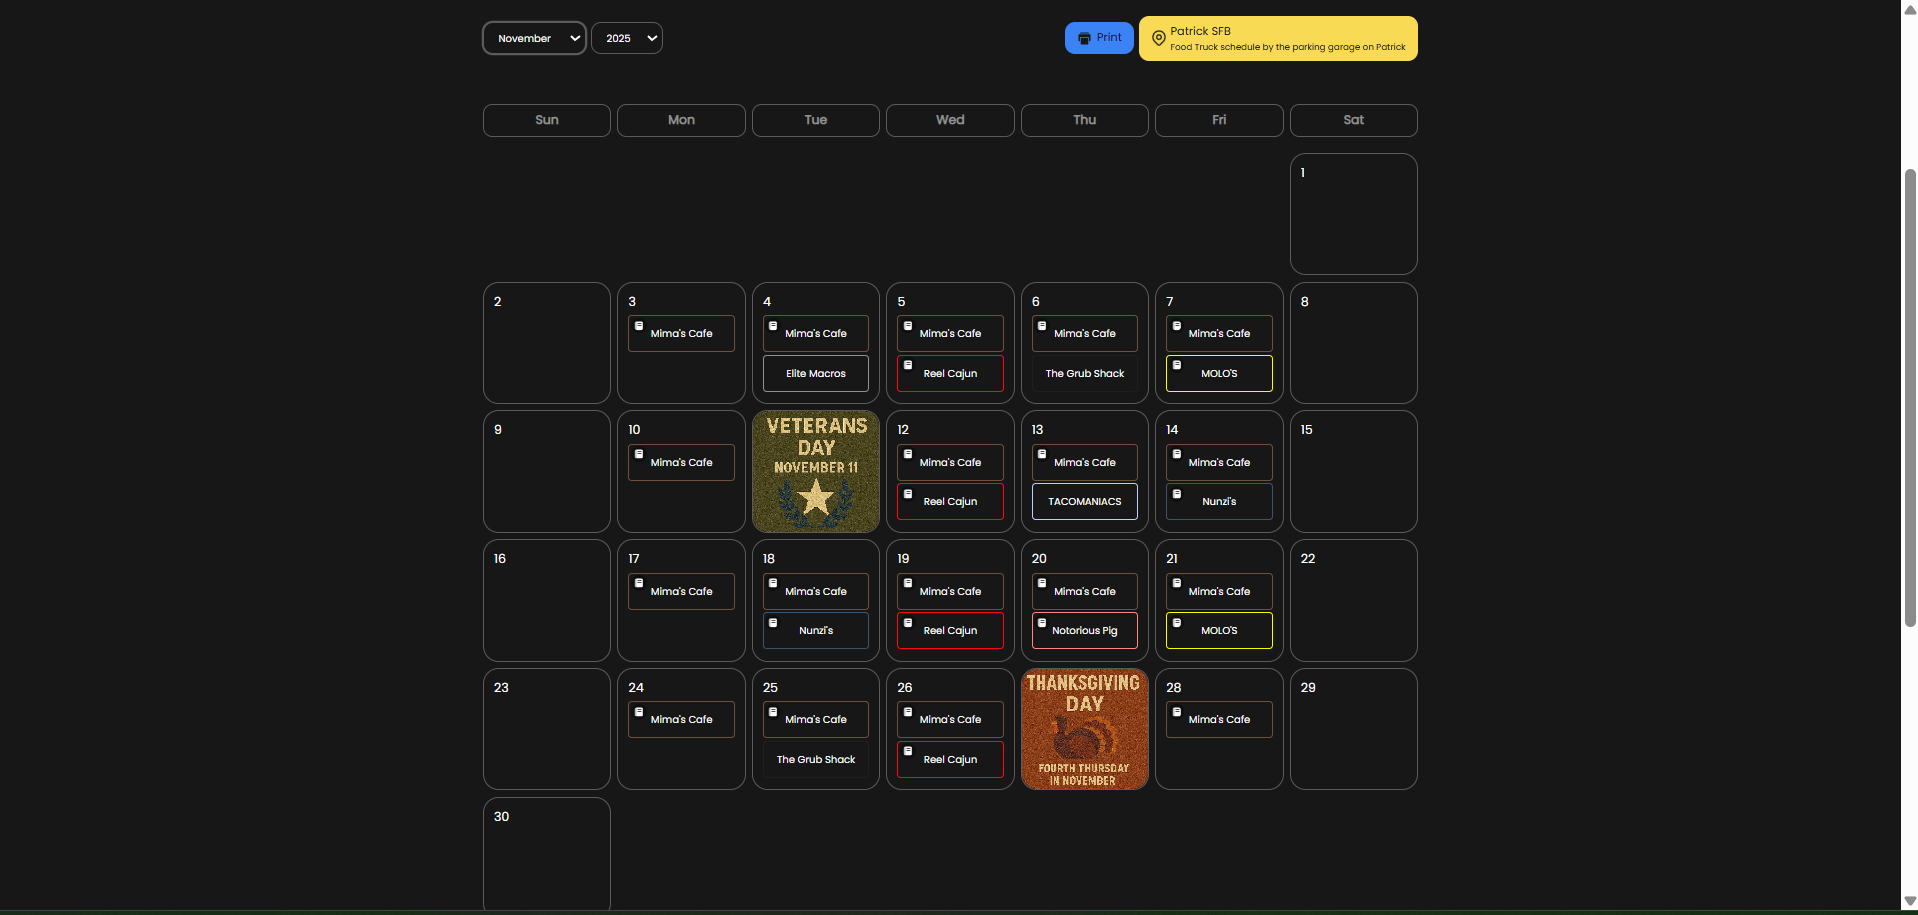 November
2025
Print
Patrick SFB
Food Truck schedule by the parking garage on Patrick
Sun Mon Tue Wed Thu Fri Sat
1
2
3
Mima's Cafe
4
Mima's Cafe
Elite Macros
5
Mima's Cafe
Reel Cajun
6
Mima's Cafe
The Grub Shack
7
Mima's Cafe
MOLO'S
8
9
10
Mima's Cafe
VETERANS
DAY
NOVEMBER 11
12
Mima's Cafe
Reel Cajun
13
Mima's Cafe
TACOMANIACS
14
Mima's Cafe
Nunzi's
15
16
17
Mima's Cafe
18
Mima's Cafe
Nunzi's
19
Mima's Cafe
Reel Cajun
20
Mima's Cafe
Notorious Pig
21
Mima's Cafe
MOLO'S
22
23
24
Mima's Cafe
25
Mima's Cafe
The Grub Shack
26
Mima's Cafe
Reel Cajun
THANKSGIVING
DAY
FOURTH THURSDAY
IN NOVEMBER
28
Mima's Cafe
29
30